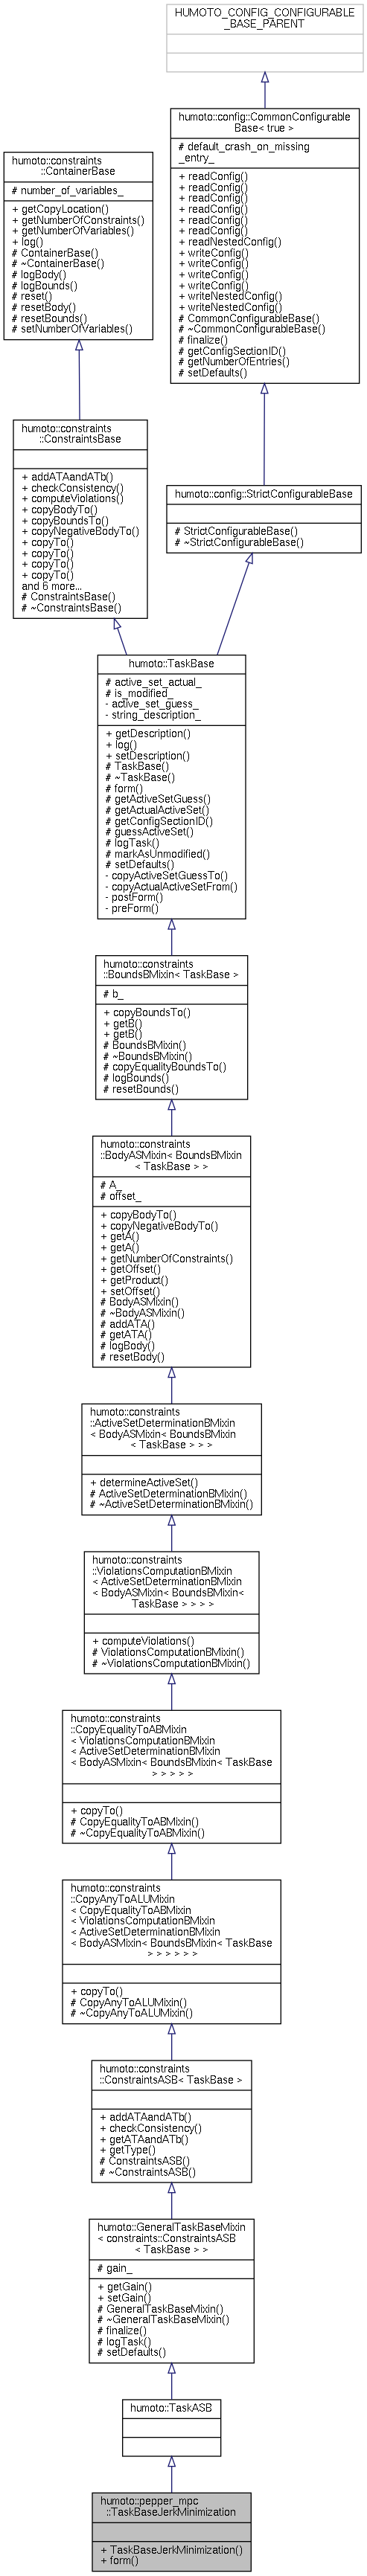 HUMOTO_CONFIG_CONFIGURABLE
_BASE_PARENT
humoto::config::CommonConfigurable
Base< true >
# default_crash_on_missing
_entry_
+ readConfig()
+ readConfig()
+ readConfig()
+ readConfig()
+ readConfig()
+ readConfig()
+ readNestedConfig()
+ writeConfig()
+ writeConfig()
+ writeConfig()
+ writeConfig()
+ writeNestedConfig()
+ writeNestedConfig()
# CommonConfigurableBase()
# ~CommonConfigurableBase()
# finalize()
# getConfigSectionID()
# getNumberOfEntries()
# setDefaults()
humoto::constraints
::ContainerBase
# number_of_variables_
+ getCopyLocation()
+ getNumberOfConstraints()
+ getNumberOfVariables()
+ log()
# ContainerBase()
# ~ContainerBase()
# logBody()
# logBounds()
# reset()
# resetBody()
# resetBounds()
# setNumberOfVariables()
humoto::constraints
::ConstraintsBase
+ addATAandATb()
+ checkConsistency()
+ computeViolations()
+ copyBodyTo()
+ copyBoundsTo()
+ copyNegativeBodyTo()
+ copyTo()
+ copyTo()
+ copyTo()
+ copyTo()
and 6 more...
# ConstraintsBase()
# ~ConstraintsBase()
humoto::config::StrictConfigurableBase
# StrictConfigurableBase()
# ~StrictConfigurableBase()
humoto::TaskBase
# active_set_actual_
# is_modified_
- active_set_guess_
- string_description_
+ getDescription()
+ log()
+ setDescription()
# TaskBase()
# ~TaskBase()
# form()
# getActiveSetGuess()
# getActualActiveSet()
# getConfigSectionID()
# guessActiveSet()
# logTask()
# markAsUnmodified()
# setDefaults()
- copyActiveSetGuessTo()
- copyActualActiveSetFrom()
- postForm()
- preForm()
humoto::constraints
::BoundsBMixin< TaskBase >
# b_
+ copyBoundsTo()
+ getB()
+ getB()
# BoundsBMixin()
# ~BoundsBMixin()
# copyEqualityBoundsTo()
# logBounds()
# resetBounds()
humoto::constraints
::BodyASMixin< BoundsBMixin
< TaskBase > >
# A_
# offset_
+ copyBodyTo()
+ copyNegativeBodyTo()
+ getA()
+ getA()
+ getNumberOfConstraints()
+ getOffset()
+ getProduct()
+ setOffset()
# BodyASMixin()
# ~BodyASMixin()
# addATA()
# getATA()
# logBody()
# resetBody()
humoto::constraints
::ActiveSetDeterminationBMixin
< BodyASMixin< BoundsBMixin
< TaskBase > > >
+ determineActiveSet()
# ActiveSetDeterminationBMixin()
# ~ActiveSetDeterminationBMixin()
humoto::constraints
::ViolationsComputationBMixin
< ActiveSetDeterminationBMixin
< BodyASMixin< BoundsBMixin<
TaskBase > > > >
+ computeViolations()
# ViolationsComputationBMixin()
# ~ViolationsComputationBMixin()
humoto::constraints
::CopyEqualityToABMixin
< ViolationsComputationBMixin
< ActiveSetDeterminationBMixin
< BodyASMixin< BoundsBMixin< TaskBase
> > > > >
+ copyTo()
# CopyEqualityToABMixin()
# ~CopyEqualityToABMixin()
humoto::constraints
::CopyAnyToALUMixin
< CopyEqualityToABMixin
< ViolationsComputationBMixin
< ActiveSetDeterminationBMixin
< BodyASMixin< BoundsBMixin< TaskBase
> > > > > >
+ copyTo()
# CopyAnyToALUMixin()
# ~CopyAnyToALUMixin()
humoto::constraints
::ConstraintsASB< TaskBase >
+ addATAandATb()
+ checkConsistency()
+ getATAandATb()
+ getType()
# ConstraintsASB()
# ~ConstraintsASB()
humoto::GeneralTaskBaseMixin
< constraints::ConstraintsASB
< TaskBase > >
# gain_
+ getGain()
+ setGain()
# GeneralTaskBaseMixin()
# ~GeneralTaskBaseMixin()
# finalize()
# logTask()
# setDefaults()
humoto::TaskASB
humoto::pepper_mpc
::TaskBaseJerkMinimization
+ TaskBaseJerkMinimization()
+ form()